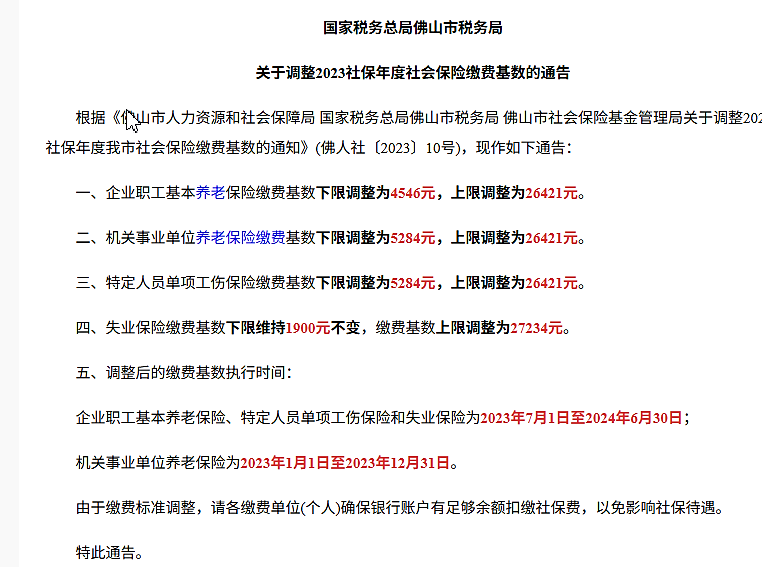 国家税务总局佛山市税务局
关于调整2023社保年度社会保险缴费基数的通告
根据《佛山市人力资源和社会保障局 国家税务总局佛山市税务局 佛山市社会保险基金管理局关于调整202
社保年度我市社会保险缴费基数的通知》(佛人社〔2023〕10号)，现作如下通告：
一、企业职工基本养老保险缴费基数下限调整为4546元，上限调整为26421元。
二、机关事业单位养老保险缴费基数下限调整为5284元，上限调整为26421元。
三、特定人员单项工伤保险缴费基数下限调整为5284元，上限调整为26421元。
四、失业保险缴费基数下限维持1900元不变，缴费基数上限调整为27234元。
五、调整后的缴费基数执行时间：
企业职工基本养老保险、特定人员单项工伤保险和失业保险为2023年7月1日至2024年6月30日；
机关事业单位养老保险为2023年1月1日至2023年12月31日。
由于缴费标准调整，请各缴费单位(个人)确保银行账户有足够余额扣缴社保费，以免影响社保待遇。
特此通告。